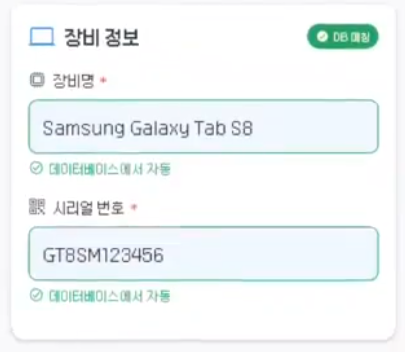 장비 정보
DB 매칭
장비명 *
Samsung Galaxy Tab S8
데이터베이스에서 자동
시리얼 번호 *
GT8SM123456
데이터베이스에서 자동